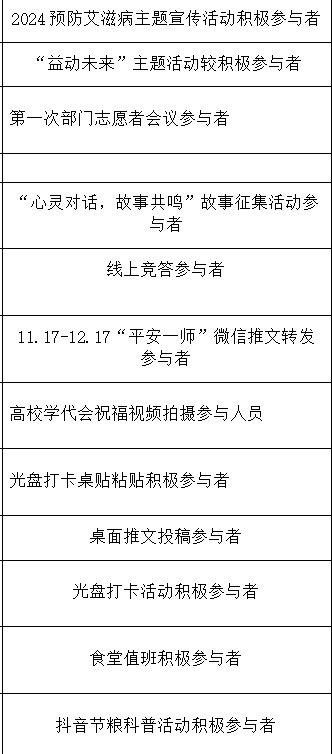 2024预防艾滋病主题宣传活动积极参与者
“益动未来”主题活动较积极参与者
第一次部门志愿者会议参与者
“心灵对话，故事共鸣”故事征集活动参
与者
线上竞答参与者
11.17-12.17“平安一师”微信推文转发
参与者
高校学代会祝福视频拍摄参与人员
光盘打卡桌贴粘贴积极参与者
桌面推文投稿参与者
光盘打卡活动积极参与者
食堂值班积极参与者
抖音节粮科普活动积极参与者